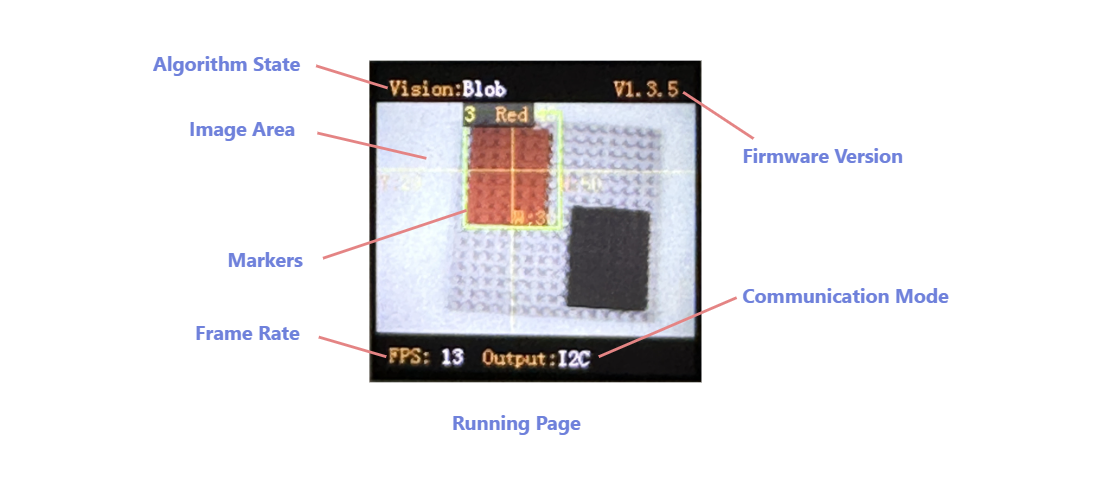 Algorithm State
Vision:Blob
V1.3.5
3 Red
Image Area
Firmware Version
Markers
Communication Mode
Frame Rate
FPS: 13 Output:I2C
Running Page